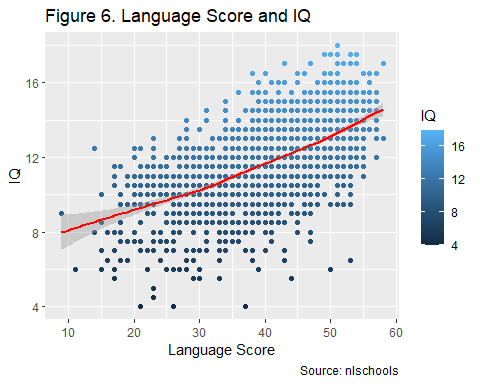 Figure 6. Language Score and IQ
IQ
16
12
8
4
10 20 30 40 50 60
Language Score
IQ
16
12
8
4
Source: nlschools